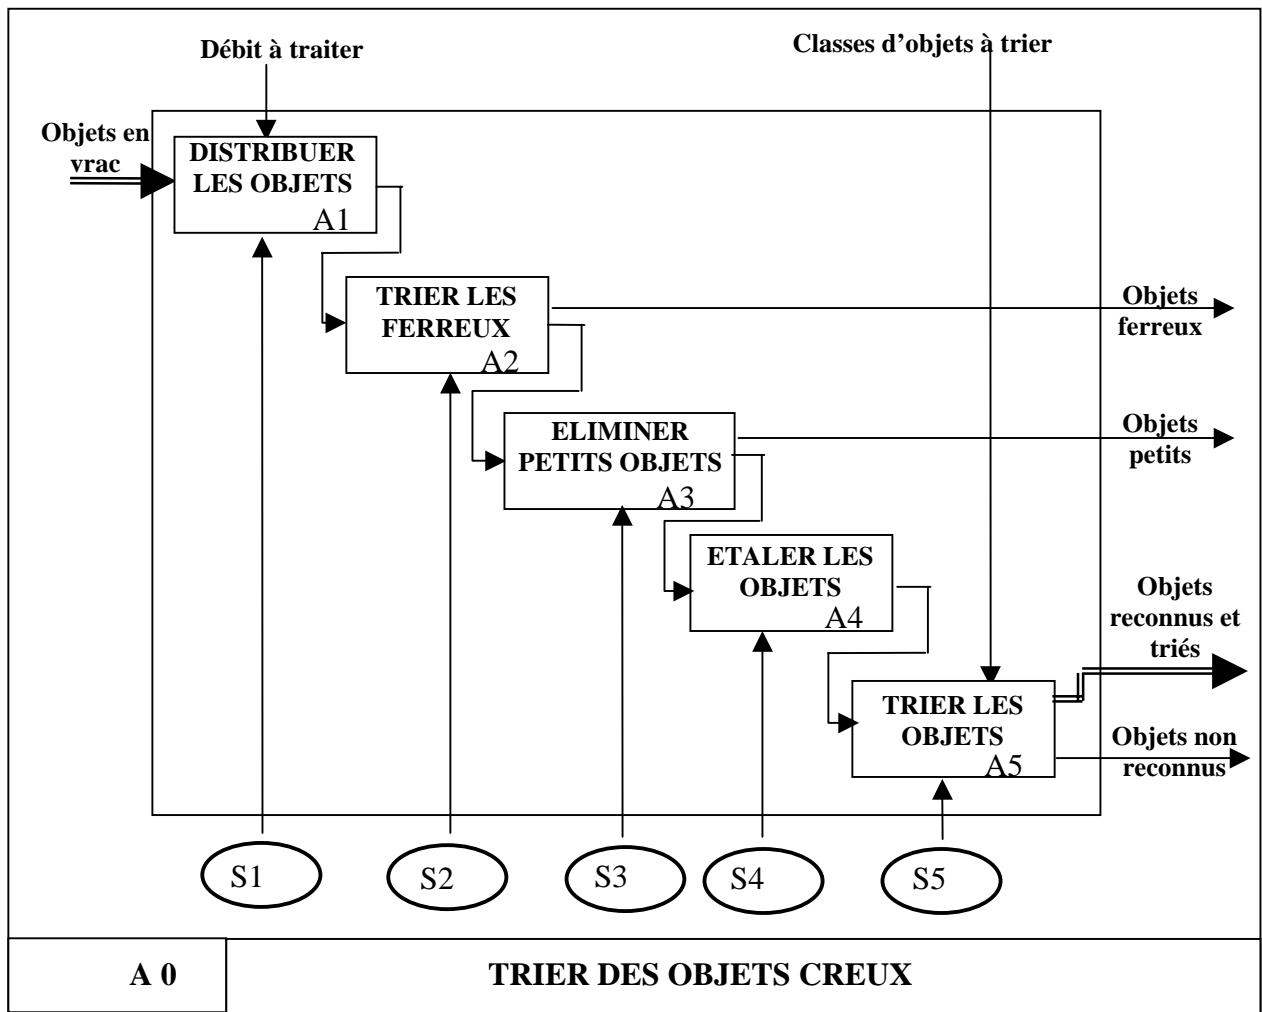 Débit à traiter
Classes d'objets à trier
Objets en
vrac
DISTRIBUER
LES OBJETS
A1
TRIER LES
FERREUX
A2
Objets
ferreux
ELIMINER
PETITS OBJETS
A3
Objets
petits
ETALER LES
OBJETS
A4
Objets
reconnus et
triés
TRIER LES
OBJETS
A5
Objets non
reconnus
S1
S2
S3
S4
S5
A 0
TRIER DES OBJETS CREUX